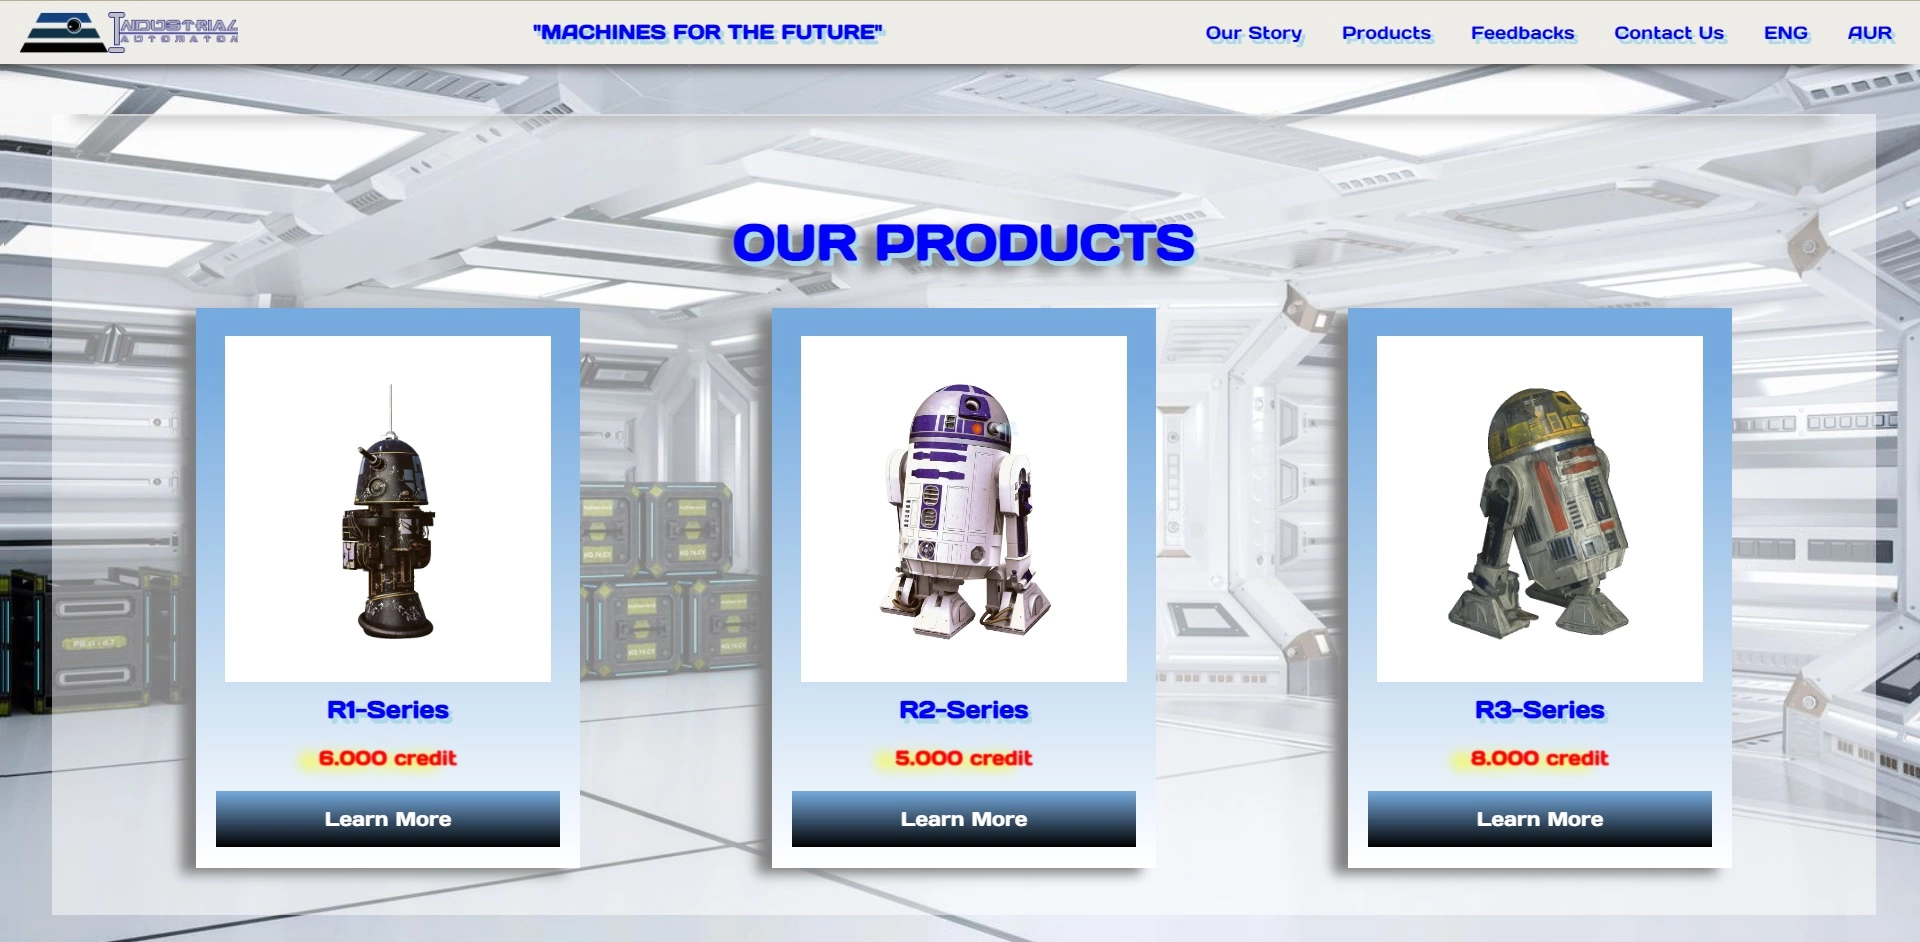 INDUSTRIAL
AUTOMATON
"MACHINES FOR THE FUTURE"
Our Story
Products
Feedbacks
Contact Us
ENG
AUR
OUR PRODUCTS
R1-Series
6.000 credit
Learn More
R2-Series
5.000 credit
Learn More
R3-Series
8.000 credit
Learn More